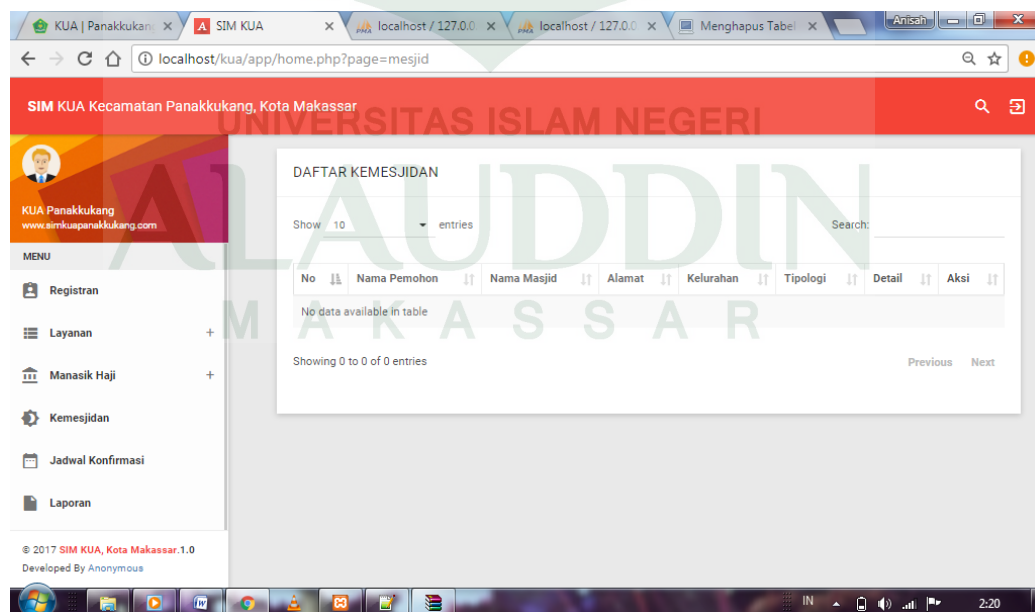 KUA | Panakkukan
SIM KUA
localhost / 127.0.0
localhost / 127.0.0
Menghapus Tabel
Anisah
localhost/kua/app/home.php?page=mesjid
SIM KUA Kecamatan Panakkukang, Kota Makassar
UNIVERSITAS ISLAM NEGERI
ALAUDDIN
MAKASSAR
KUA Panakkukang
www.simkuapanakkukang.com
MENU
Registran
Layanan +
Manasik Haji +
Kemesjidan
Jadwal Konfirmasi
Laporan
© 2017 SIM KUA, Kota Makassar.1.0
Developed By Anonymous
DAFTAR KEMESJIDAN
Show 10 entries
Search:
No Nama Pemohon Nama Masjid Alamat Kelurahan Tipologi Detail Aksi
No data available in table
Showing 0 to 0 of 0 entries
Previous Next
IN
2:20